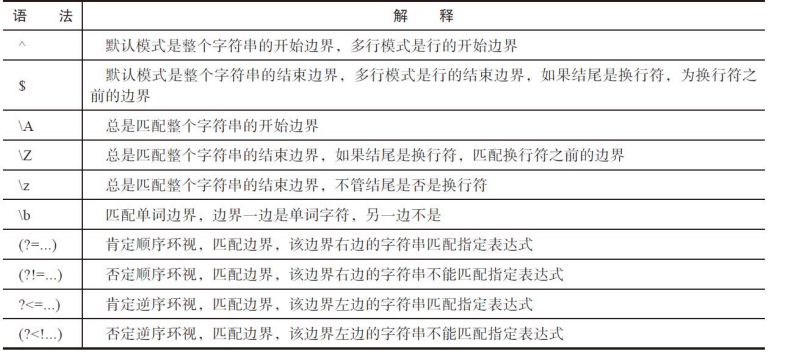 语 法 解 释
^ 默认模式是整个字符串的开始边界，多行模式是行的开始边界
$ 默认模式是整个字符串的结束边界，多行模式是行的结束边界，如果结尾是换行符，为换行符之
前的边界
\A 总是匹配整个字符串的开始边界
\Z 总是匹配整个字符串的结束边界，如果结尾是换行符，匹配换行符之前的边界
\z 总是匹配整个字符串的结束边界，不管结尾是否是换行符
\b 匹配单词边界，边界一边是单词字符，另一边不是
(?=...) 肯定顺序环视，匹配边界，该边界右边的字符串匹配指定表达式
(?!=...) 否定顺序环视，匹配边界，该边界右边的字符串不能匹配指定表达式
?<=...) 肯定逆序环视，匹配边界，该边界左边的字符串匹配指定表达式
(?<!...) 否定逆序环视，匹配边界，该边界左边的字符串不能匹配指定表达式